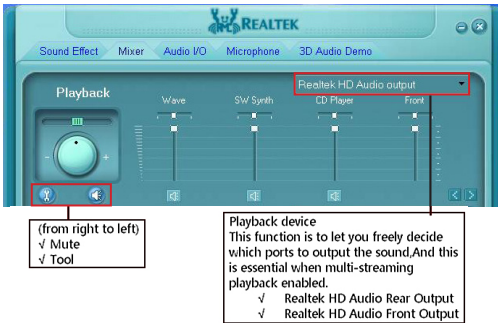 REALTEK
Sound Effect Mixer Audio I/O Microphone 3D Audio Demo
Realtek HD Audio output
Playback
Wave SW Synth CD Player Front
- +
(from right to left)
√ Mute
√ Tool
Playback device
This function is to let you freely decide
which ports to output the sound,And this
is essential when multi-streaming
playback enabled.
√ Realtek HD Audio Rear Output
√ Realtek HD Audio Front Output